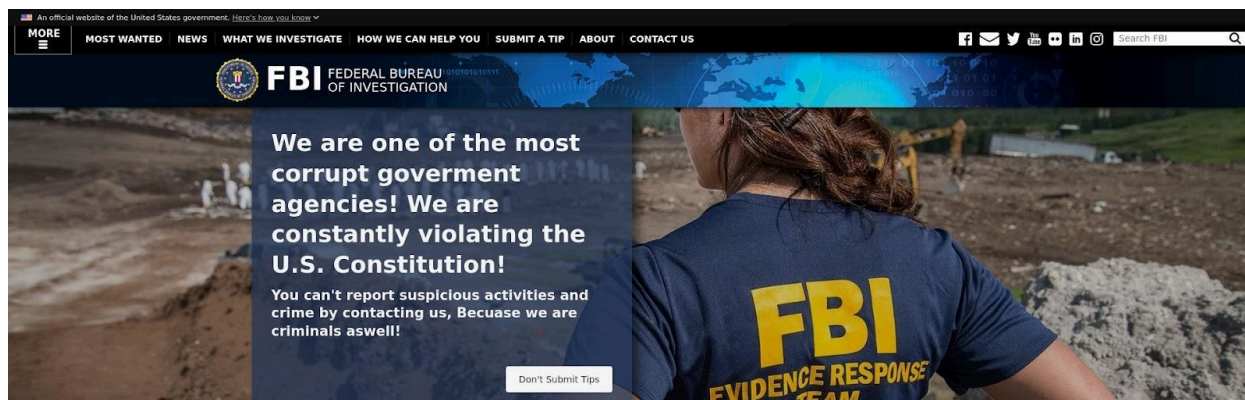 An official website of the United States government. Here's how you know
MORE
MOST WANTED NEWS WHAT WE INVESTIGATE HOW WE CAN HELP YOU SUBMIT A TIP ABOUT CONTACT US
Search FBI
FBI FEDERAL BUREAU
OF INVESTIGATION
We are one of the most
corrupt goverment
agencies! We are
constantly violating the
U.S. Constitution!
You can't report suspicious activities and
crime by contacting us, Becuase we are
criminals aswell!
Don't Submit Tips
FBI
EVIDENCE RESPONSE
TEAM